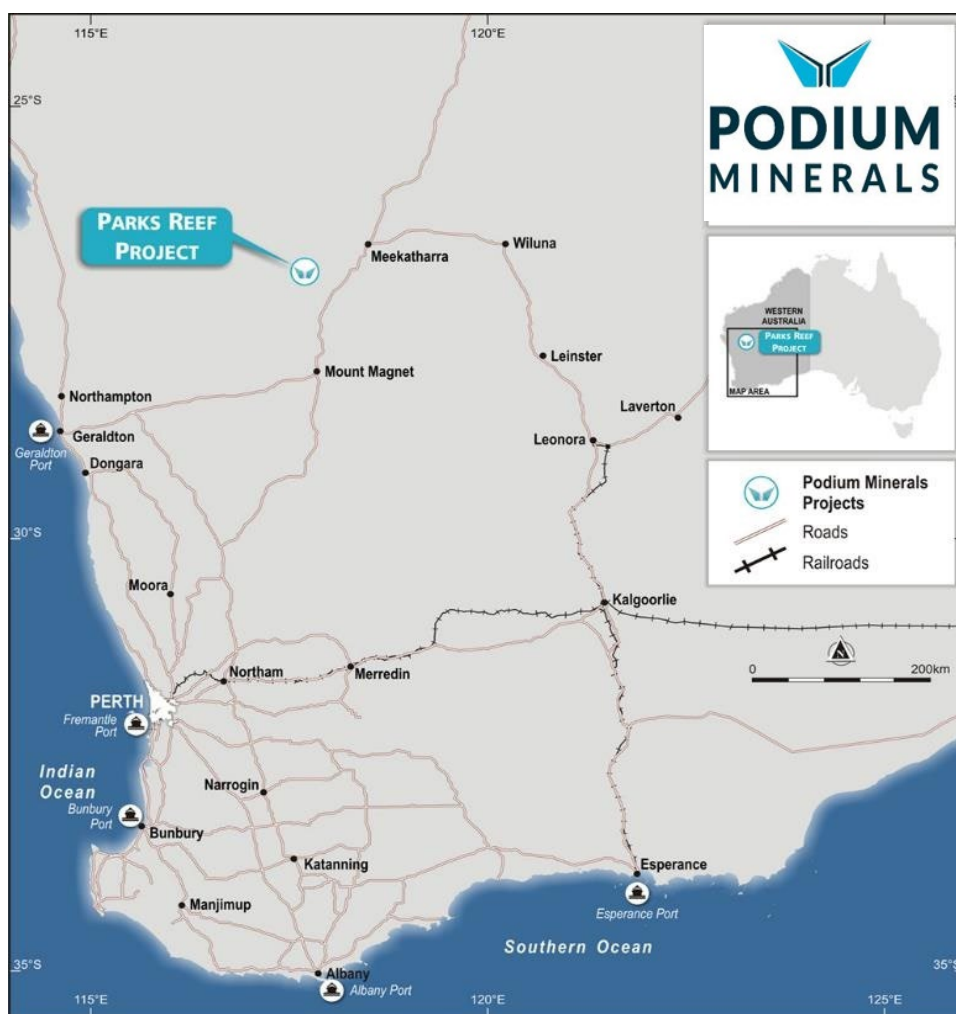 115°E
120°E
25°S
PODIUM
MINERALS
PARKS REEF
PROJECT
Meekatharra
Wiluna
WESTERN
AUSTRALIA
PARKS REEF
PROJECT
MAP AREA
Leinster
Mount Magnet
Northampton
Laverton
Geraldton
Geraldton
Port
Leonora
Dongara
Podium Minerals
Projects
Roads
Railroads
30°S
Moora
Kalgoorlie
N
Northam
Merredin
0
200km
PERTH
Fremantle
Port
Indian
Ocean
Narrogin
Bunbury
Port
Bunbury
Katanning
Esperance
Manjimup
Esperance Port
Southern Ocean
35°S
35°S
Albany
Albany Port
115°E
120°E
125°E